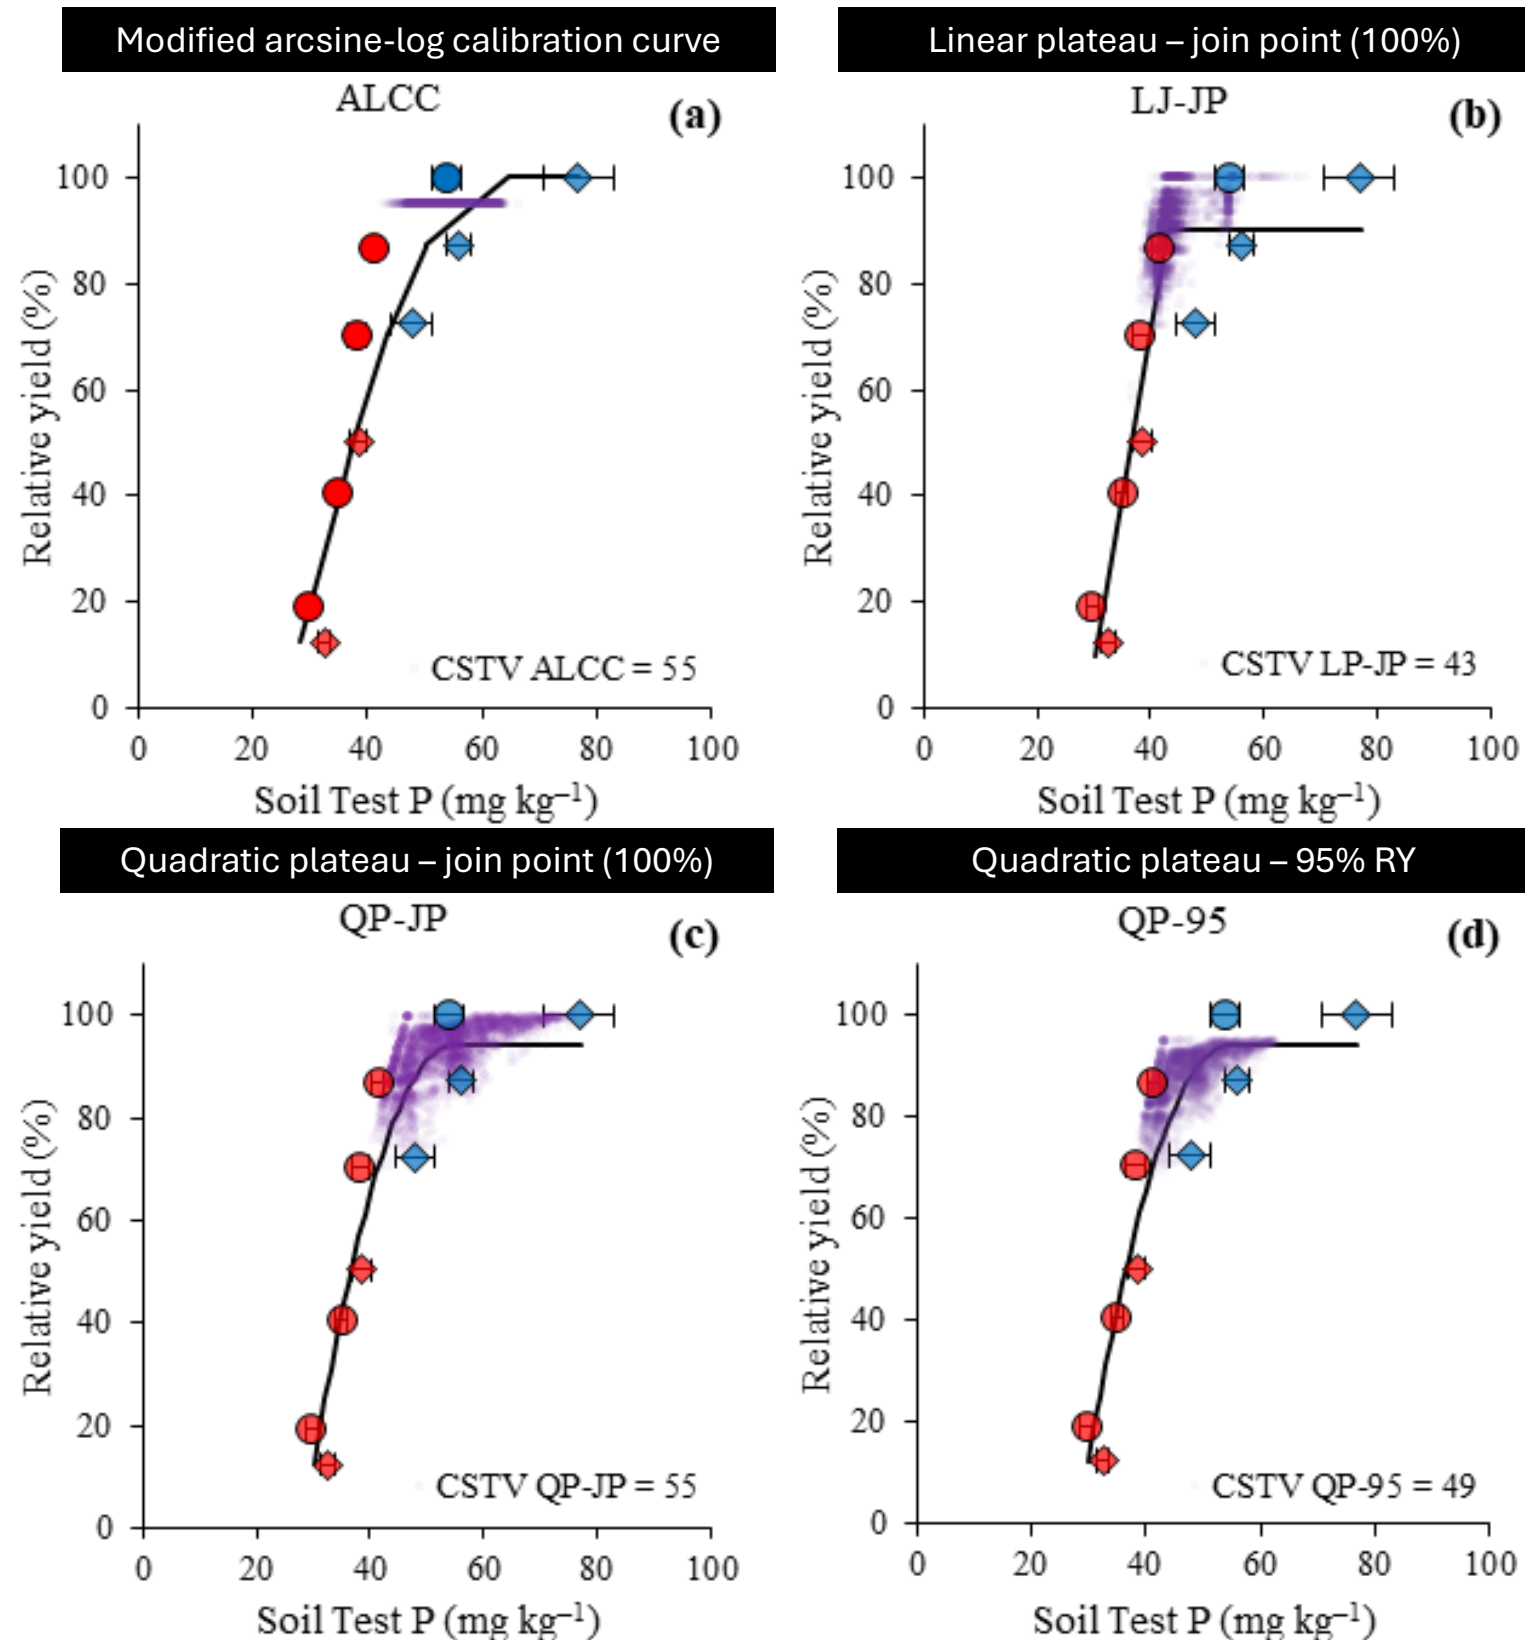 Modified arcsine-log calibration curve
ALCC
(a)
Relative yield (%)
100
80
60
40
20
0
CSTV ALCC = 55
0 20 40 60 80 100
Soil Test P (mg kg⁻¹)
Linear plateau – join point (100%)
LJ-JP
(b)
Relative yield (%)
100
80
60
40
20
0
CSTV LP-JP = 43
0 20 40 60 80 100
Soil Test P (mg kg⁻¹)
Quadratic plateau – join point (100%)
QP-JP
(c)
Relative yield (%)
100
80
60
40
20
0
CSTV QP-JP = 55
0 20 40 60 80 100
Soil Test P (mg kg⁻¹)
Quadratic plateau – 95% RY
QP-95
(d)
Relative yield (%)
100
80
60
40
20
0
CSTV QP-95 = 49
0 20 40 60 80 100
Soil Test P (mg kg⁻¹)